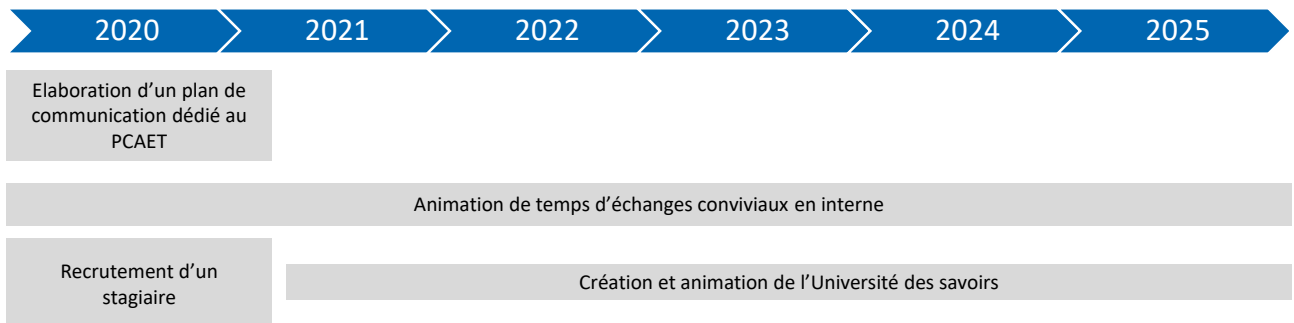 2020 2021 2022 2023 2024 2025
Elaboration d’un plan de
communication dédié au
PCAET
Animation de temps d’échanges conviviaux en interne
Recrutement d’un
stagiaire
Création et animation de l’Université des savoirs